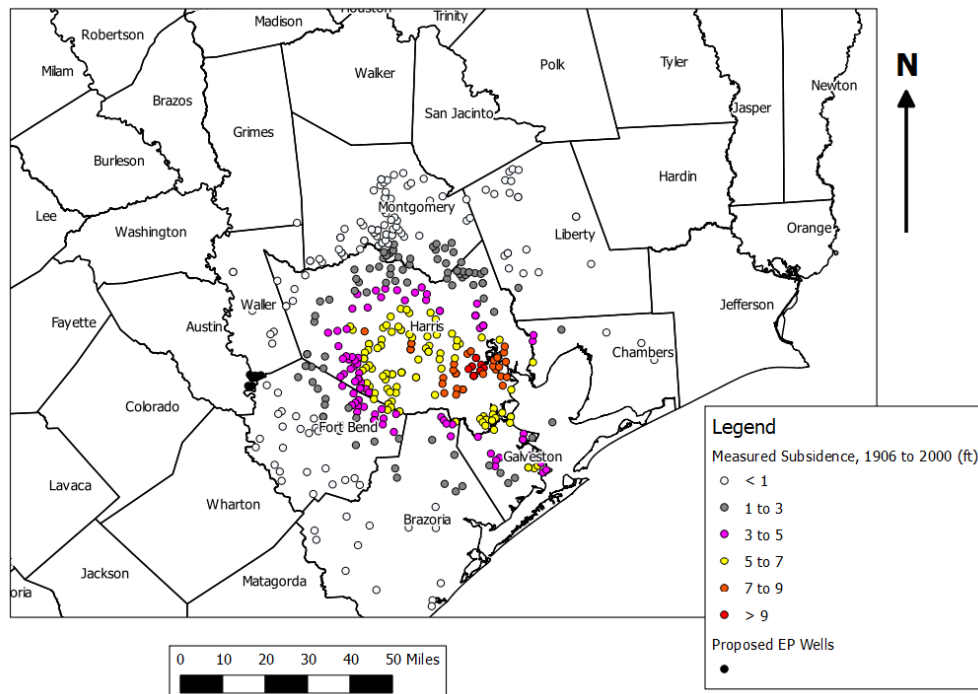 Houston
Trinity
Madison
Robertson
Milam
Walker
Polk
Tyler
Newton
N
Brazos
Jasper
San Jacinto
Grimes
Burleson
Hardin
Montgomery
Lee
Washington
Liberty
Orange
Waller
Jefferson
Fayette
Austin
Harris
Chambers
Colorado
Fort Bend
Galveston
Lavaca
Wharton
Brazoria
Jackson
Matagorda
oria
Legend
Measured Subsidence, 1906 to 2000 (ft)
< 1
1 to 3
3 to 5
5 to 7
7 to 9
> 9
Proposed EP Wells
0 10 20 30 40 50 Miles